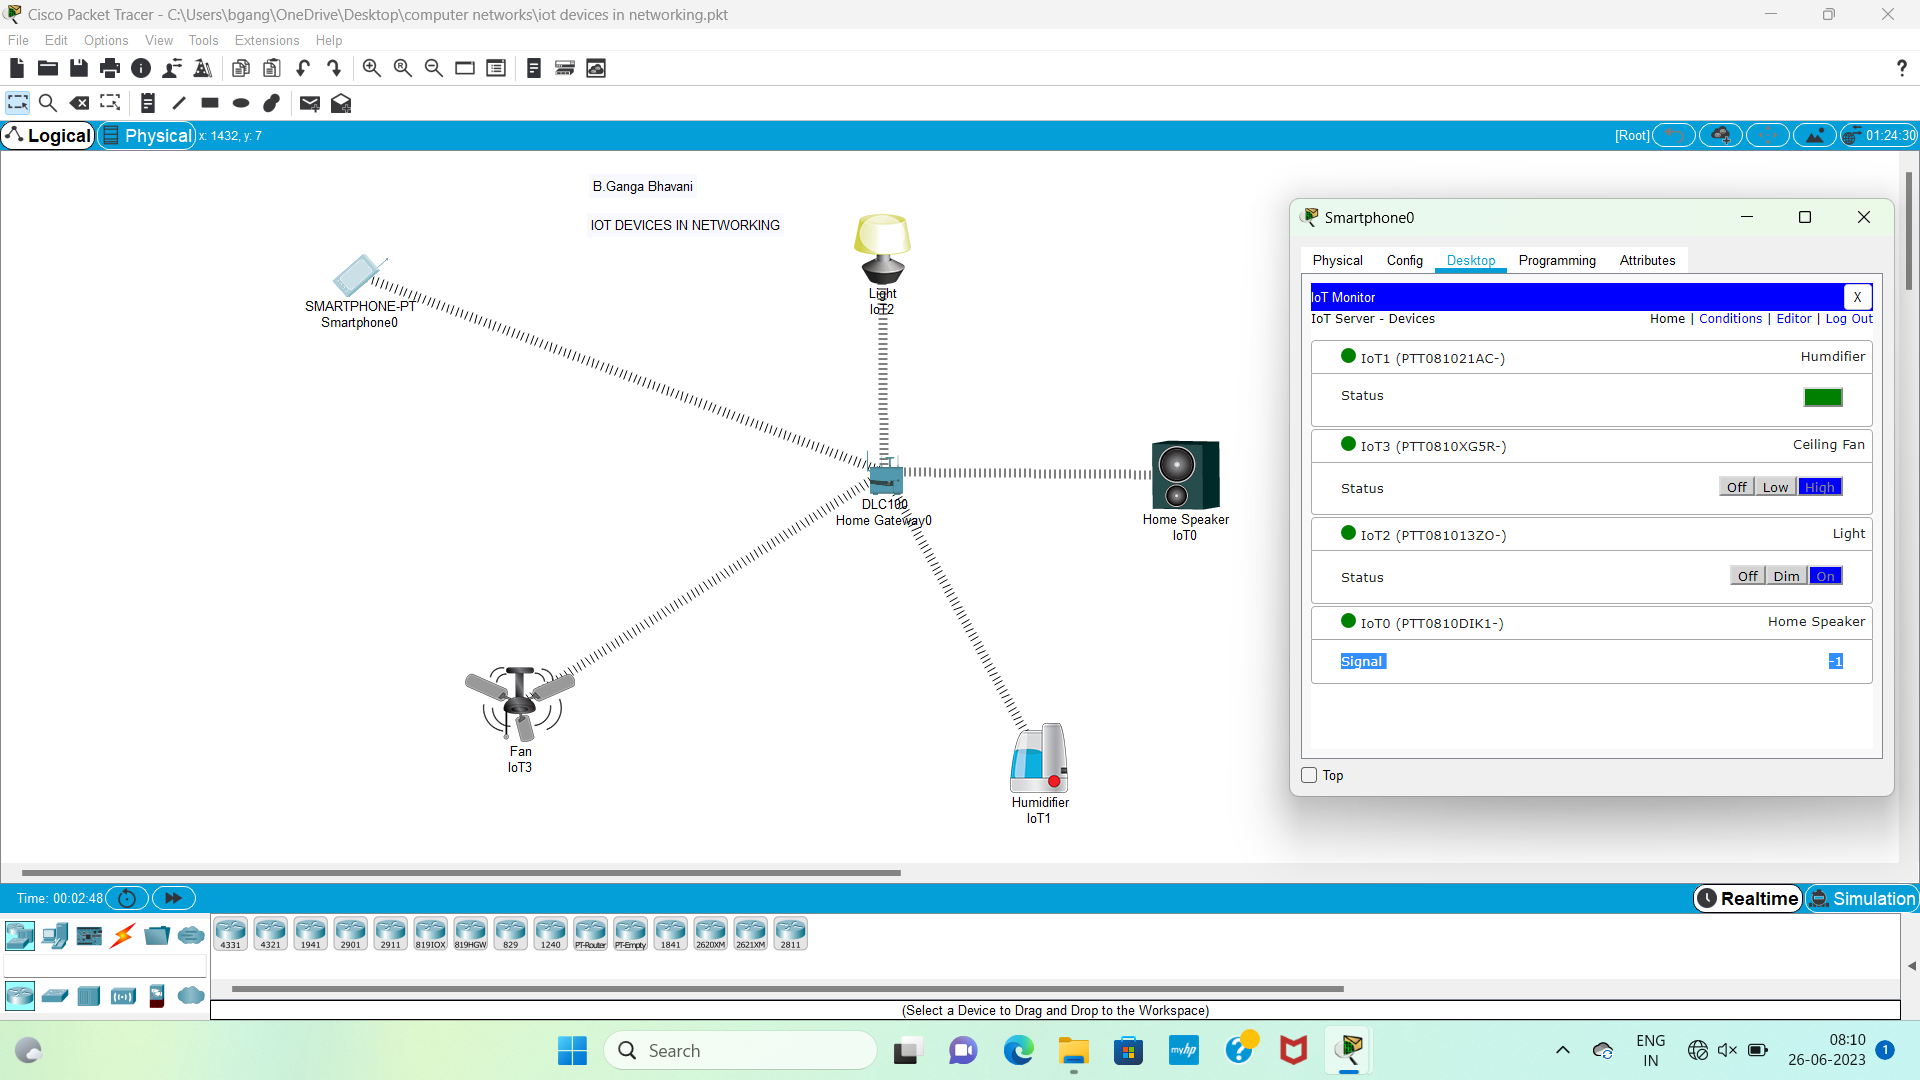 Cisco Packet Tracer - C:\Users\bgang\OneDrive\Desktop\computer networks\iot devices in networking.pkt
File Edit Options View Tools Extensions Help
?
Logical Physical x: 1432, y: 7 [Root] 01:24:30
B.Ganga Bhavani
IOT DEVICES IN NETWORKING
SMARTPHONE-PT
Smartphone0
Light
IoT2
DLC100
Home Gateway0
Home Speaker
IoT0
Fan
IoT3
Humidifier
IoT1
Smartphone0
Physical Config Desktop Programming Attributes
IoT Monitor X
IoT Server - Devices Home | Conditions | Editor | Log Out
IoT1 (PTT081021AC-) Humdifier
Status
IoT3 (PTT0810XG5R-) Ceiling Fan
Status Off Low High
IoT2 (PTT081013ZO-) Light
Status Off Dim On
IoT0 (PTT0810DIK1-) Home Speaker
Signal -1
Top
Time: 00:02:48 Realtime Simulation
4331 4321 1941 2901 2911 819IOX 819HGW 829 1240 PT-Router PT-Empty 1841 2620XM 2621XM 2811
(Select a Device to Drag and Drop to the Workspace)
Search
myhp
ENG
IN
08:10
26-06-2023
1